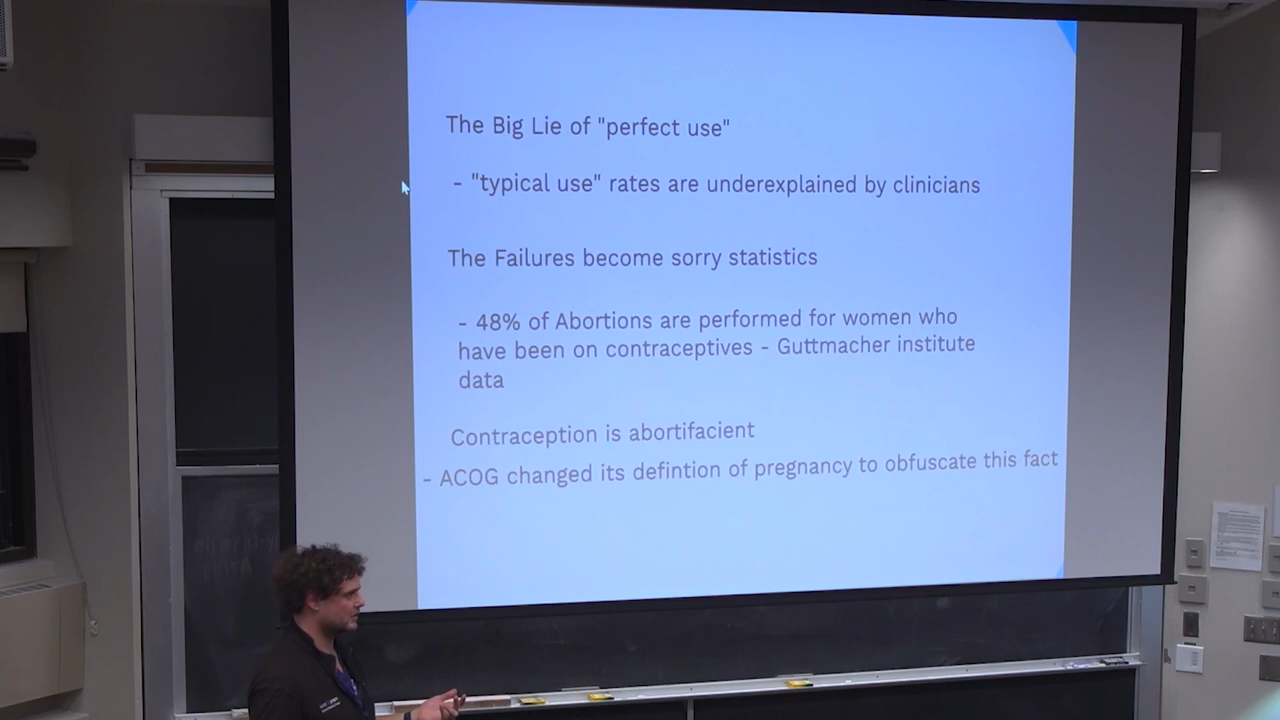 The Big Lie of "perfect use"
- "typical use" rates are underexplained by clinicians
The Failures become sorry statistics
- 48% of Abortions are performed for women who
have been on contraceptives - Guttmacher institute
data
Contraception is abortifacient
- ACOG changed its defintion of pregnancy to obfuscate this fact